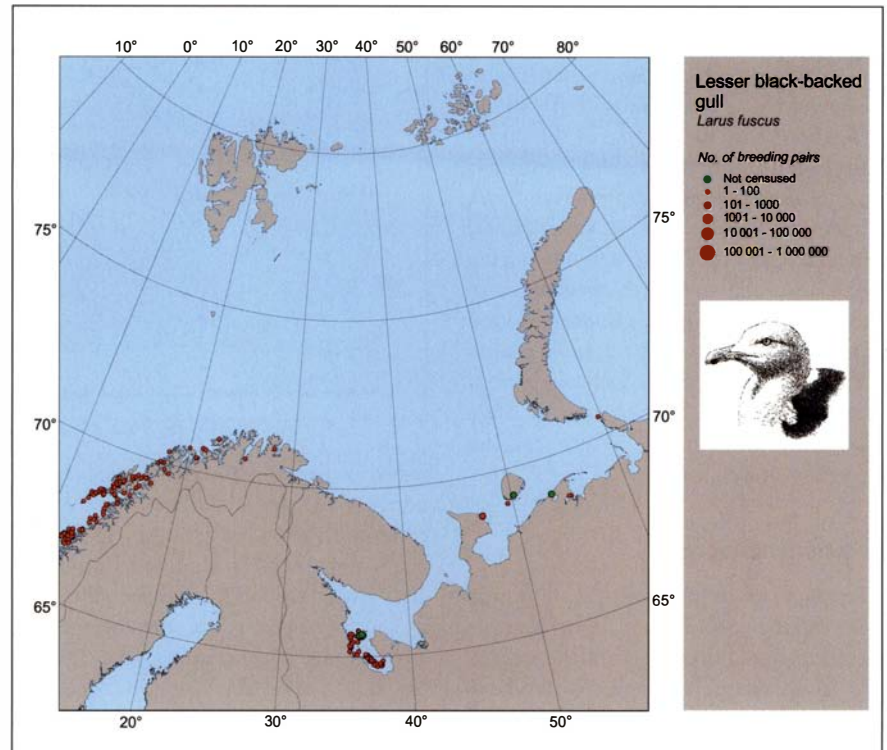 10° 0° 10° 20° 30° 40° 50° 60° 70° 80°
75°
70°
65°
75°
70°
65°
20° 30° 40° 50°
Lesser black-backed
gull
Larus fuscus
No. of breeding pairs
Not censused
1 - 100
101 - 1000
1001 - 10 000
10 001 - 100 000
100 001 - 1 000 000